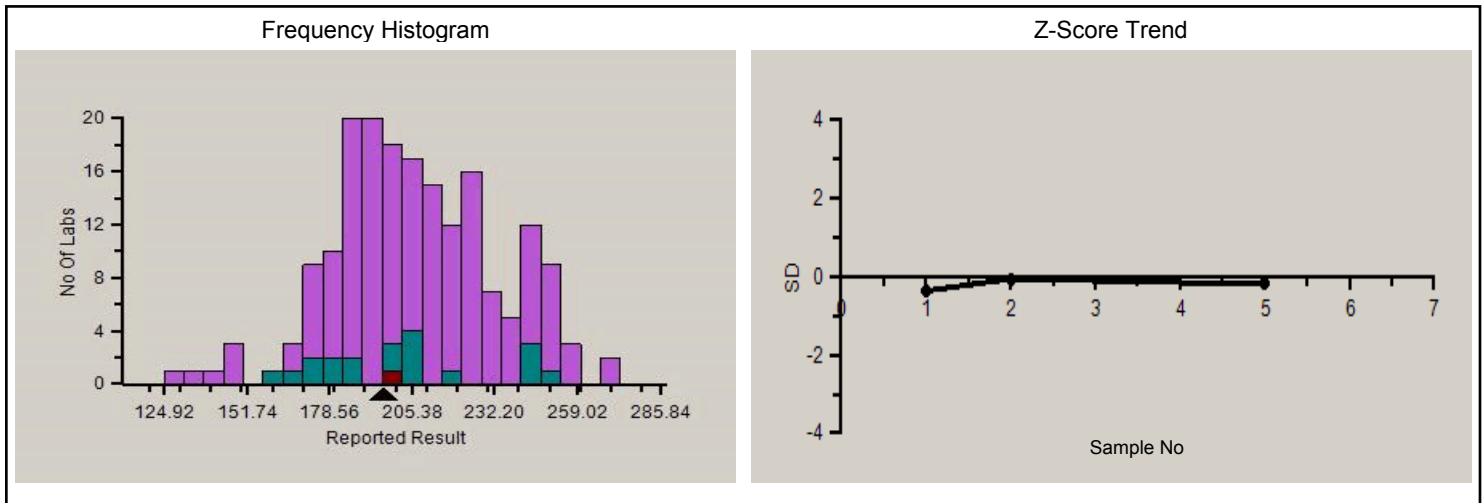 Frequency Histogram
20
16
12
8
4
0
No Of Labs
124.92 151.74 178.56 205.38 232.20 259.02 285.84
Reported Result
Z-Score Trend
4
2
0
-2
-4
SD
0 1 2 3 4 5 6 7
Sample No